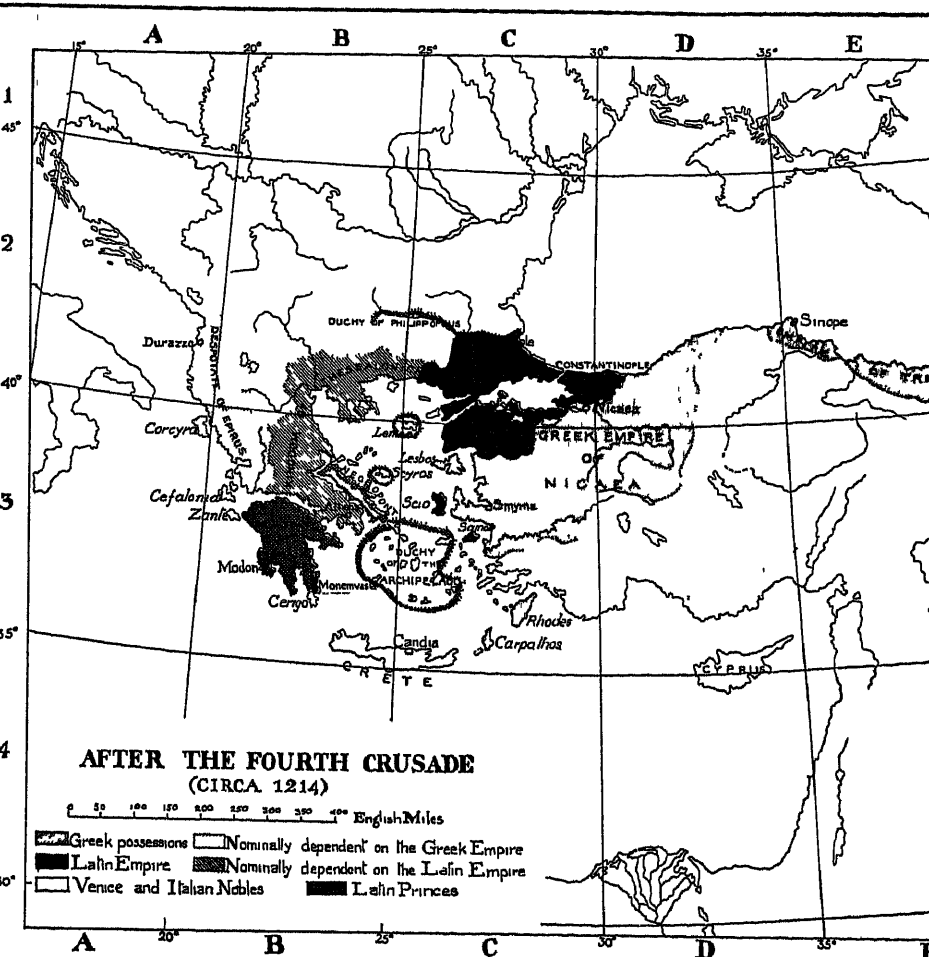 A B C D E
15° 20° 25° 30° 35°
1
45°
2
Sinope
DUCHY OF PHILIPPOPOLIS
Durazzo
CONSTANTINOPLE
DESPOTATE OF EPIRUS
OF TR
40°
Nicaea
Corcyra
Lemnos
GREEK EMPIRE
OF
NICAEA
Lesbos
Scyros
Cefalonia
Scio
Smyrna
Zante
Samos
DUCHY
OF THE
ARCHIPELAGO
Modon
Monemvasia
Cerigo
Rhodes
35°
Candia
Carpathos
CRETE
CYPRUS
4
AFTER THE FOURTH CRUSADE
(CIRCA 1214)
0 50 100 150 200 250 300 350 400 English Miles
Greek possessions Nominally dependent on the Greek Empire
Latin Empire Nominally dependent on the Latin Empire
Venice and Italian Nobles Latin Princes
30°
20° 25° 30° 35°
A B C D